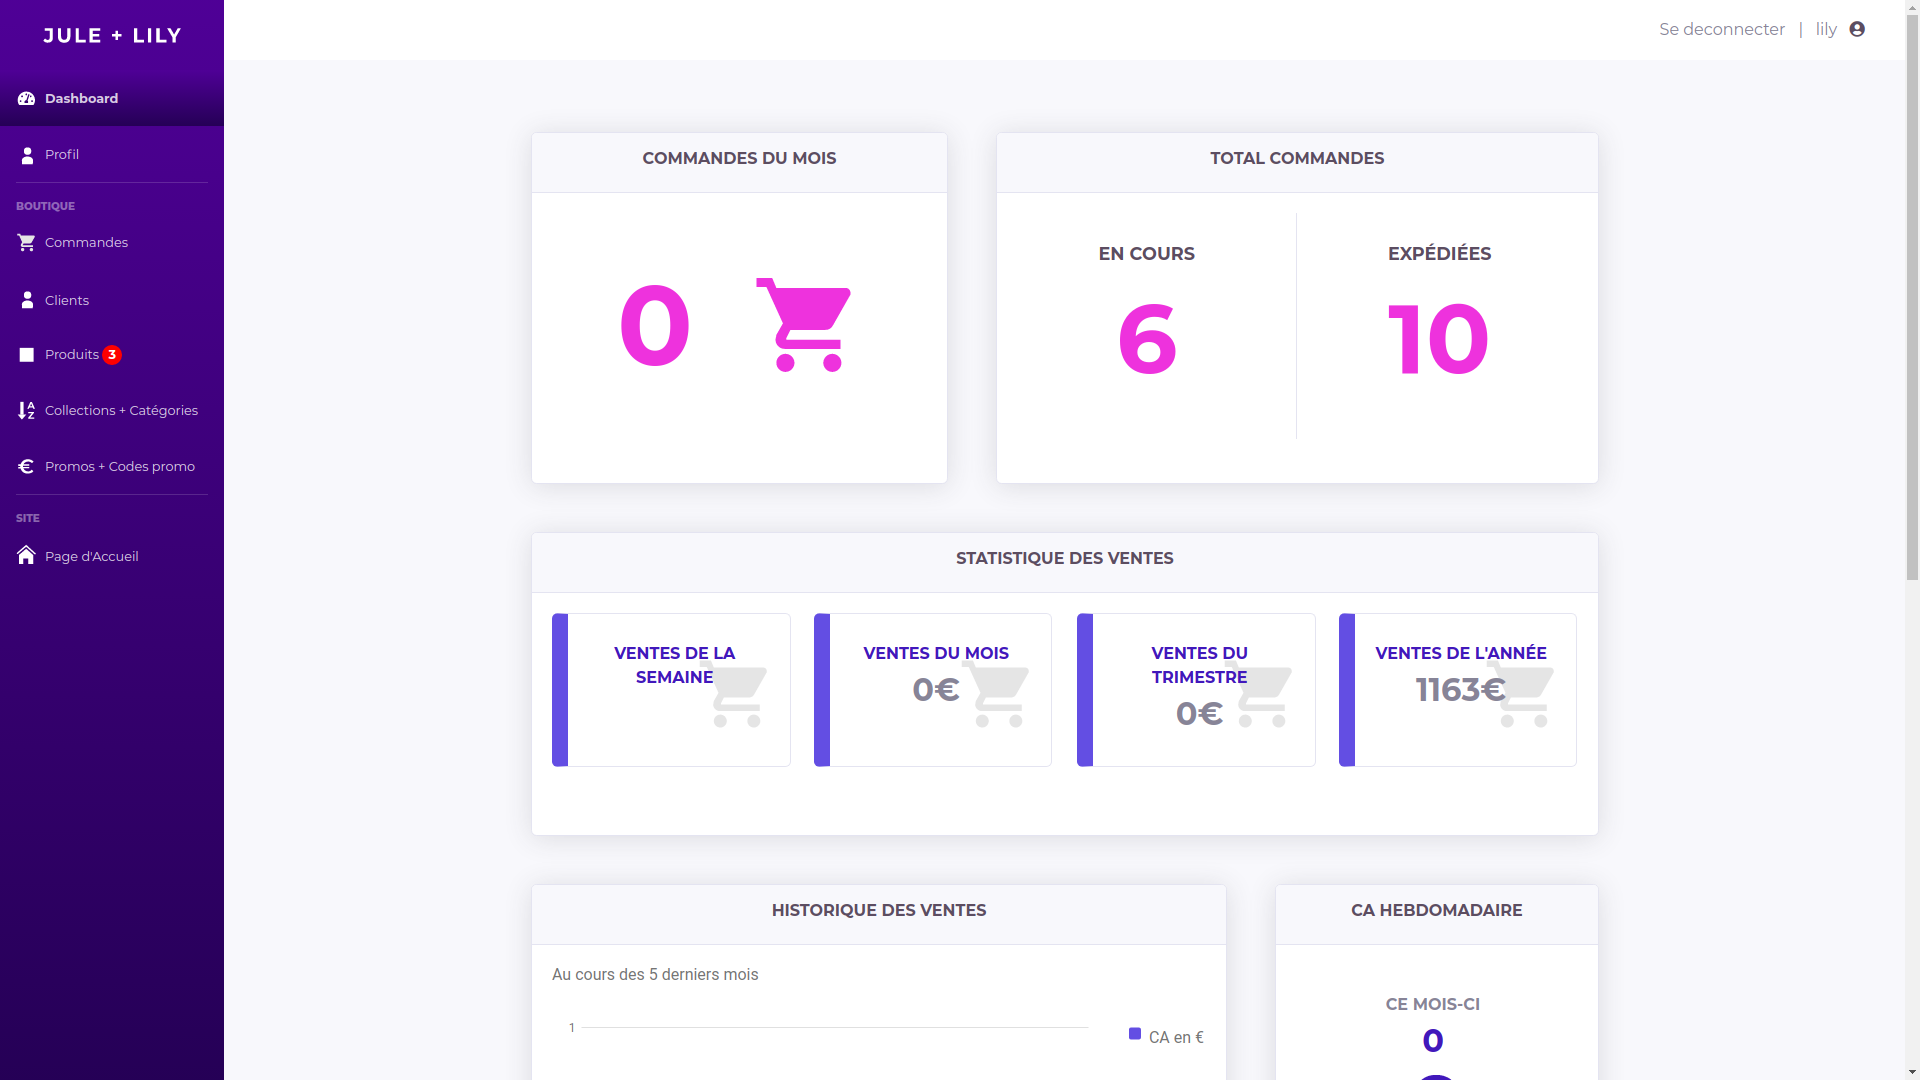 JULE + LILY
Se deconnecter | lily
Dashboard
Profil
BOUTIQUE
Commandes
Clients
Produits 3
Collections + Catégories
Promos + Codes promo
SITE
Page d'Accueil
COMMANDES DU MOIS
0
TOTAL COMMANDES
EN COURS
6
EXPÉDIÉES
10
STATISTIQUE DES VENTES
VENTES DE LA
SEMAINE
VENTES DU MOIS
0€
VENTES DU
TRIMESTRE
0€
VENTES DE L'ANNÉE
1163€
HISTORIQUE DES VENTES
Au cours des 5 derniers mois
1
CA en €
CA HEBDOMADAIRE
CE MOIS-CI
0